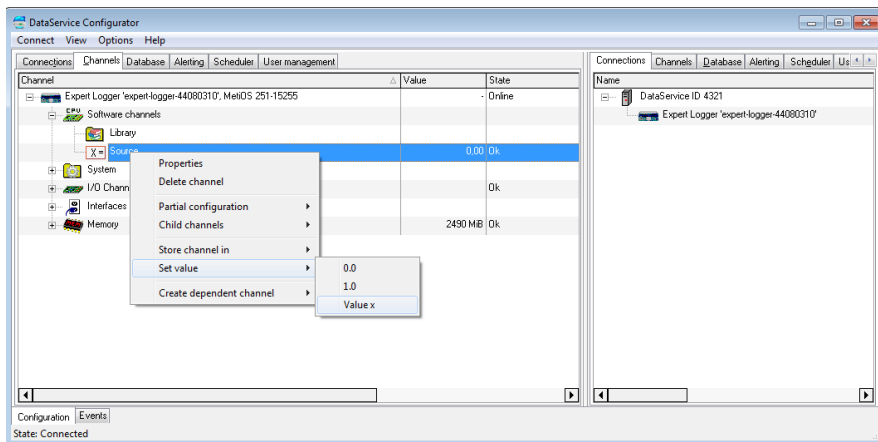 DataService Configurator
Connect View Options Help
Connections Channels Database Alerting Scheduler User management
Channel Value State
Expert Logger 'expert-logger-44080310', MetiOS 251-15255 - Online
CPU Software channels
Library
X = Source 0,00 Ok
System
I/O Chann Ok
Interfaces
Memory 2490 MiB Ok
Properties
Delete channel
Partial configuration
Child channels
Store channel in
Set value
Create dependent channel
0.0
1.0
Value x
Connections Channels Database Alerting Scheduler Us
Name
DataService ID 4321
Expert Logger 'expert-logger-44080310'
Configuration Events
State: Connected